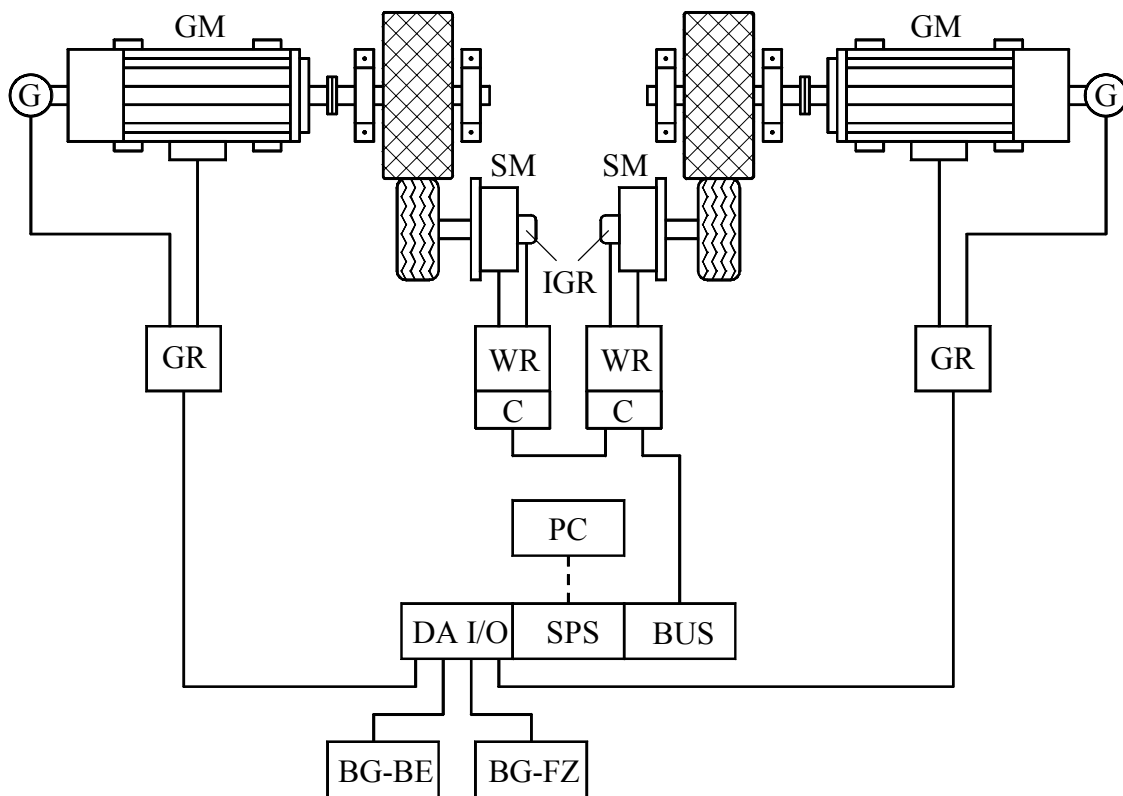 GM GM
G G
SM SM
IGR
GR WR WR GR
C C
PC
DA I/O SPS BUS
BG-BE BG-FZ